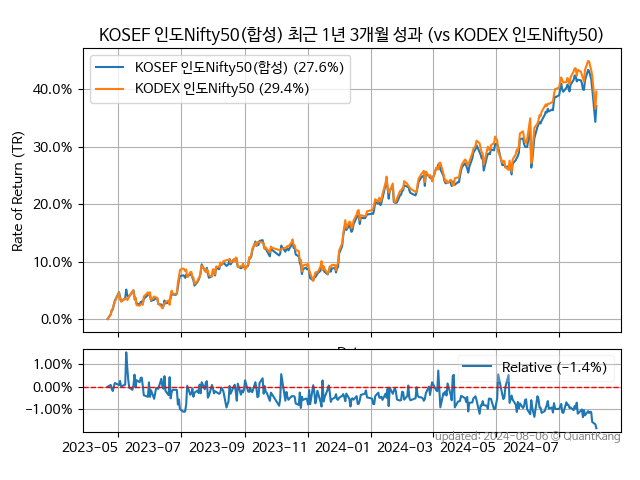 KOSEF 인도Nifty50(합성) 최근 1년 3개월 성과 (vs KODEX 인도Nifty50)
KOSEF 인도Nifty50(합성) (27.6%)
KODEX 인도Nifty50 (29.4%)
Rate of Return (TR)
40.0%
30.0%
20.0%
10.0%
0.0%
Relative (−1.4%)
1.00%
0.00%
−1.00%
updated: 2024-08-06 © QuantKang
2023-05 2023-07 2023-09 2023-11 2024-01 2024-03 2024-05 2024-07